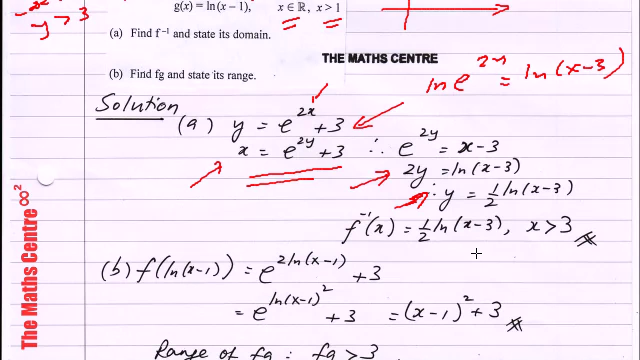 y > 3
g(x) = ln(x − 1),    x ∈ ℝ,  x > 1
(a) Find f⁻¹ and state its domain.
THE MATHS CENTRE
(b) Find fg and state its range.
ln e^{2y} = ln(x−3)
Solution
(a) y = e^{2x} + 3
x = e^{2y} + 3 ∴ e^{2y} = x − 3
2y = ln(x−3)
∴ y = ½ ln(x−3)
f⁻¹(x) = ½ ln(x−3), x > 3
(b) f(ln(x−1)) = e^{2ln(x−1)} + 3
= e^{ln(x−1)²} + 3 = (x−1)² + 3
Range of fg : fg > 3
The Maths Centre ∞²